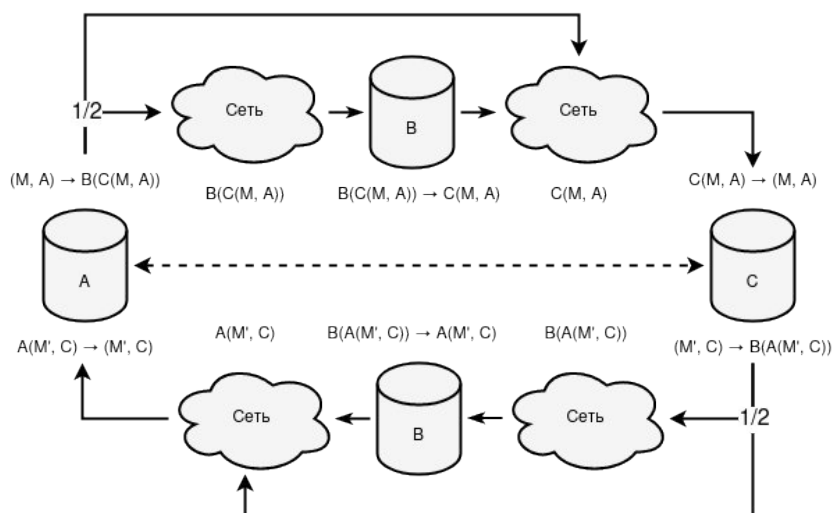 1/2
Сеть
B
Сеть
(M, A) → B(C(M, A))
B(C(M, A))
B(C(M, A)) → C(M, A)
C(M, A)
C(M, A) → (M, A)
A
C
A(M', C) → (M', C)
A(M', C)
B(A(M', C)) → A(M', C)
B(A(M', C))
(M', C) → B(A(M', C))
Сеть
B
Сеть
1/2